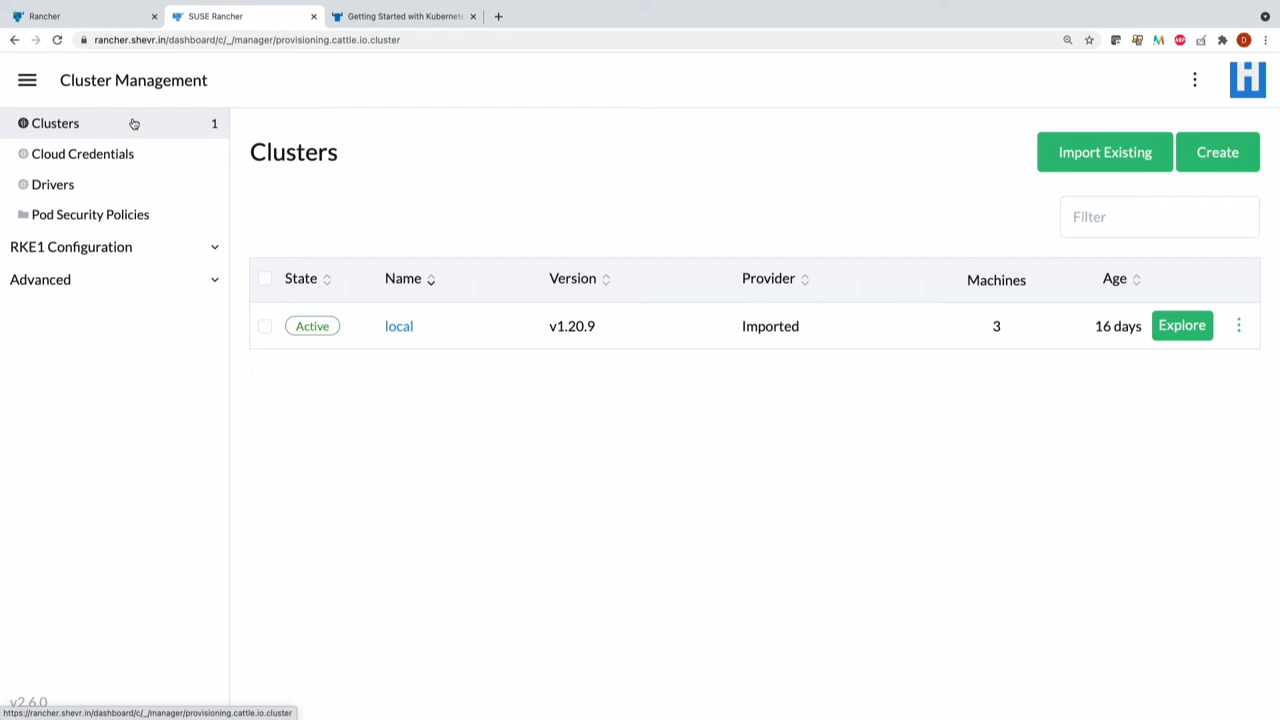 Rancher
SUSE Rancher
Getting Started with Kubernete
rancher.shevr.in/dashboard/c/_/manager/provisioning.cattle.io.cluster
ABP
D
Cluster Management
H
Clusters 1
Cloud Credentials
Drivers
Pod Security Policies
RKE1 Configuration
Advanced
Clusters
Import Existing
Create
Filter
State Name Version Provider Machines Age
Active local v1.20.9 Imported 3 16 days Explore
v2.6.0
https://rancher.shevr.in/dashboard/c/_/manager/provisioning.cattle.io.cluster